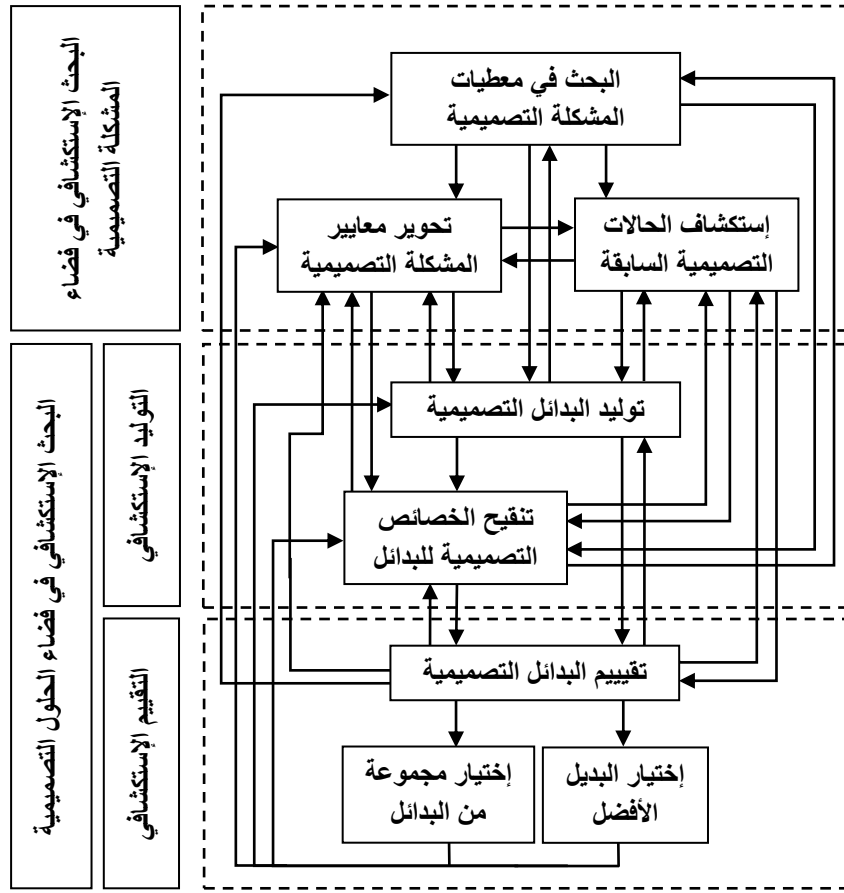 البحث في معطيات
المشكلة التصميمية
تحوير معايير
المشكلة التصميمية
إستكشاف الحالات
التصميمية السابقة
توليد البدائل التصميمية
تنقيح الخصائص
التصميمية للبدائل
تقيييم البدائل التصميمية
إختيار مجموعة
من البدائل
إختيار البديل
الأفضل
البحث الإستكشافي في فضاء
المشكلة التصميمية
البحث الإستكشافي في فضاء الحلول التصميمية
التوليد الإستكشافي
التقييم الإستكشافي